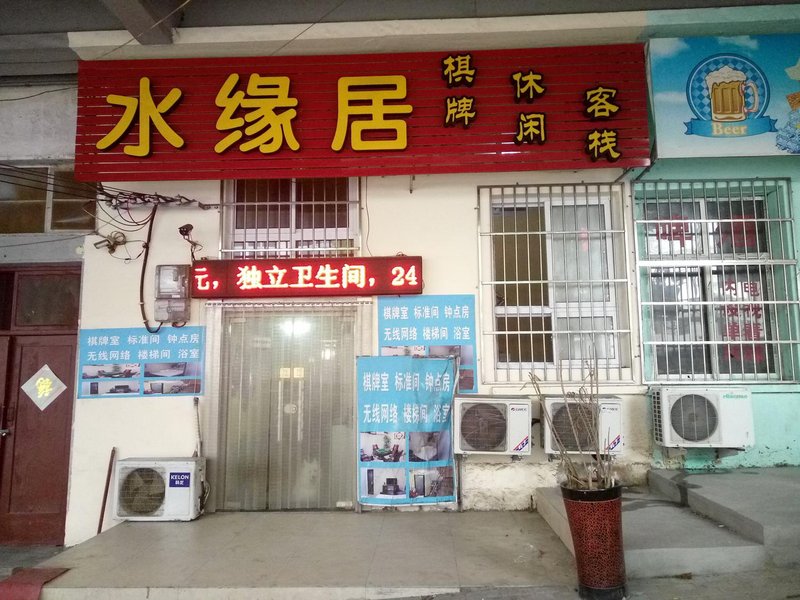 水缘居
棋牌
休闲
客栈
Beer
元，独立卫生间，24
棋牌室 标准间 钟点房
无线网络 楼梯间 浴室
棋牌室 标准间 钟点房
无线网络 楼梯间 浴室
棋牌室 标准间 钟点房
无线网络 楼梯间 浴室
KELON
GREE
Hisense